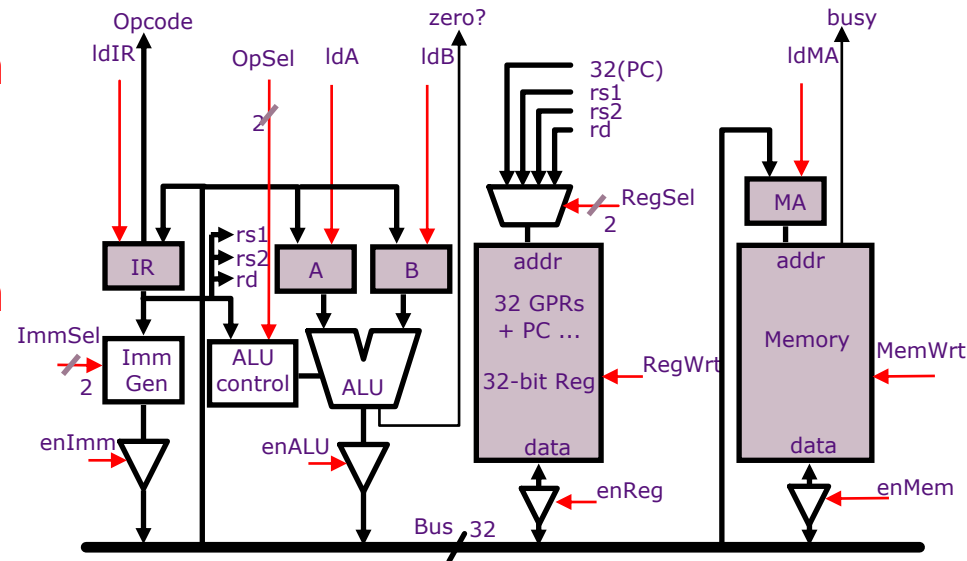 Opcode
zero?
busy
ldIR
OpSel
ldA
ldB
ldMA
32(PC)
rs1
rs2
rd
2
RegSel
2
MA
rs1
rs2
rd
IR
A
B
addr
addr
32 GPRs
+ PC ...
32-bit Reg
Memory
ImmSel
2
Imm
Gen
ALU
control
ALU
RegWrt
MemWrt
data
data
enImm
enALU
enReg
enMem
Bus
32